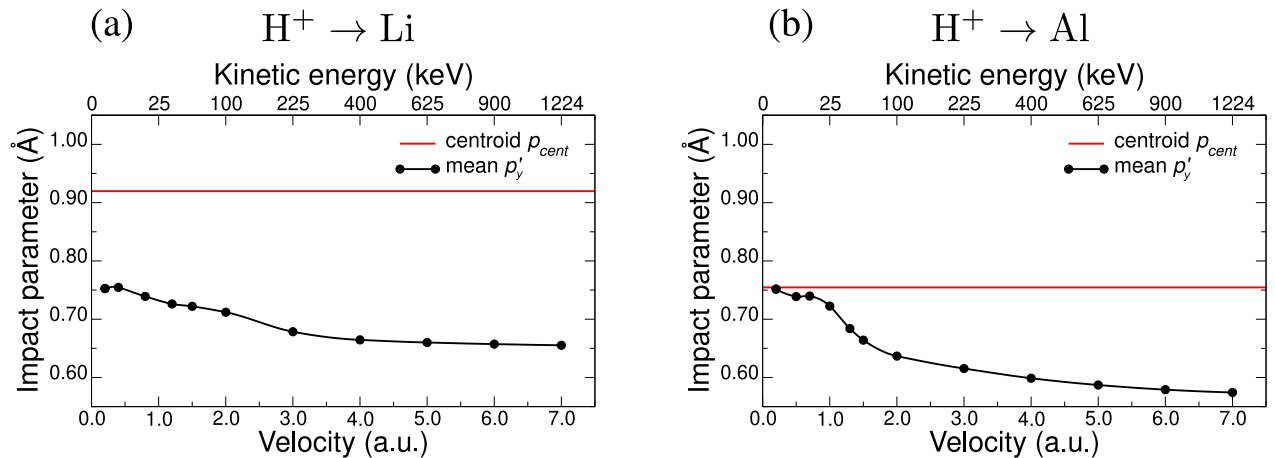 (a) H⁺ → Li
Kinetic energy (keV)
0 25 100 225 400 625 900 1224
Impact parameter (Å)
1.00
0.90
0.80
0.70
0.60
centroid p_cent
mean p′_y
0.0 1.0 2.0 3.0 4.0 5.0 6.0 7.0
Velocity (a.u.)
(b) H⁺ → Al
Kinetic energy (keV)
0 25 100 225 400 625 900 1224
Impact parameter (Å)
1.00
0.90
0.80
0.70
0.60
centroid p_cent
mean p′_y
0.0 1.0 2.0 3.0 4.0 5.0 6.0 7.0
Velocity (a.u.)